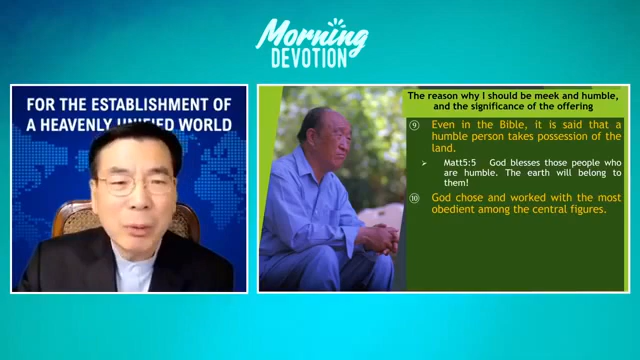 Morning
DEVOTION
FOR THE ESTABLISHMENT OF
A HEAVENLY UNIFIED WORLD
The reason why I should be meek and humble,
and the significance of the offering
⑨ Even in the Bible, it is said that a
humble person takes possession of the
land.
➢ Matt5:5 God blesses those people who
are humble. The earth will belong to
them!
⑩ God chose and worked with the most
obedient among the central figures.